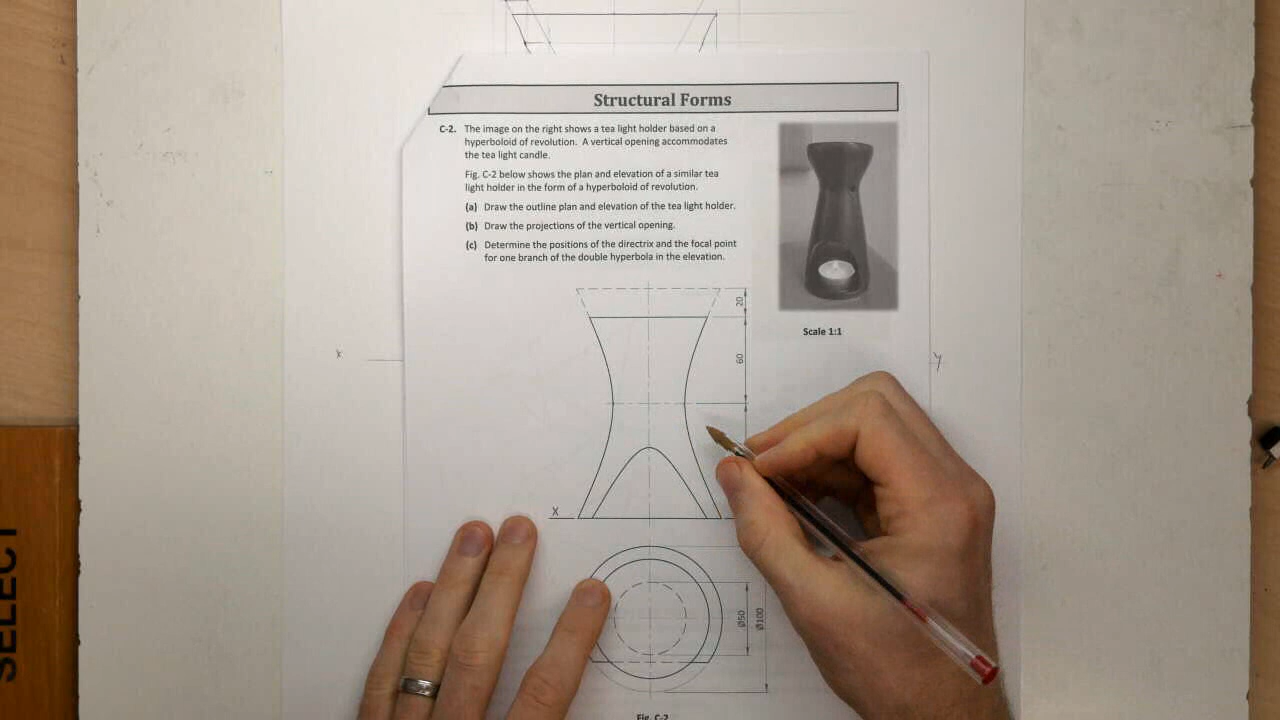 Structural Forms
C-2. The image on the right shows a tea light holder based on a
hyperboloid of revolution. A vertical opening accommodates
the tea light candle.
Fig. C-2 below shows the plan and elevation of a similar tea
light holder in the form of a hyperboloid of revolution.
(a) Draw the outline plan and elevation of the tea light holder.
(b) Draw the projections of the vertical opening.
(c) Determine the positions of the directrix and the focal point
for one branch of the double hyperbola in the elevation.
20
Scale 1:1
x
60
y
X
SELECT
Ø50
Ø100
Fig. C-2